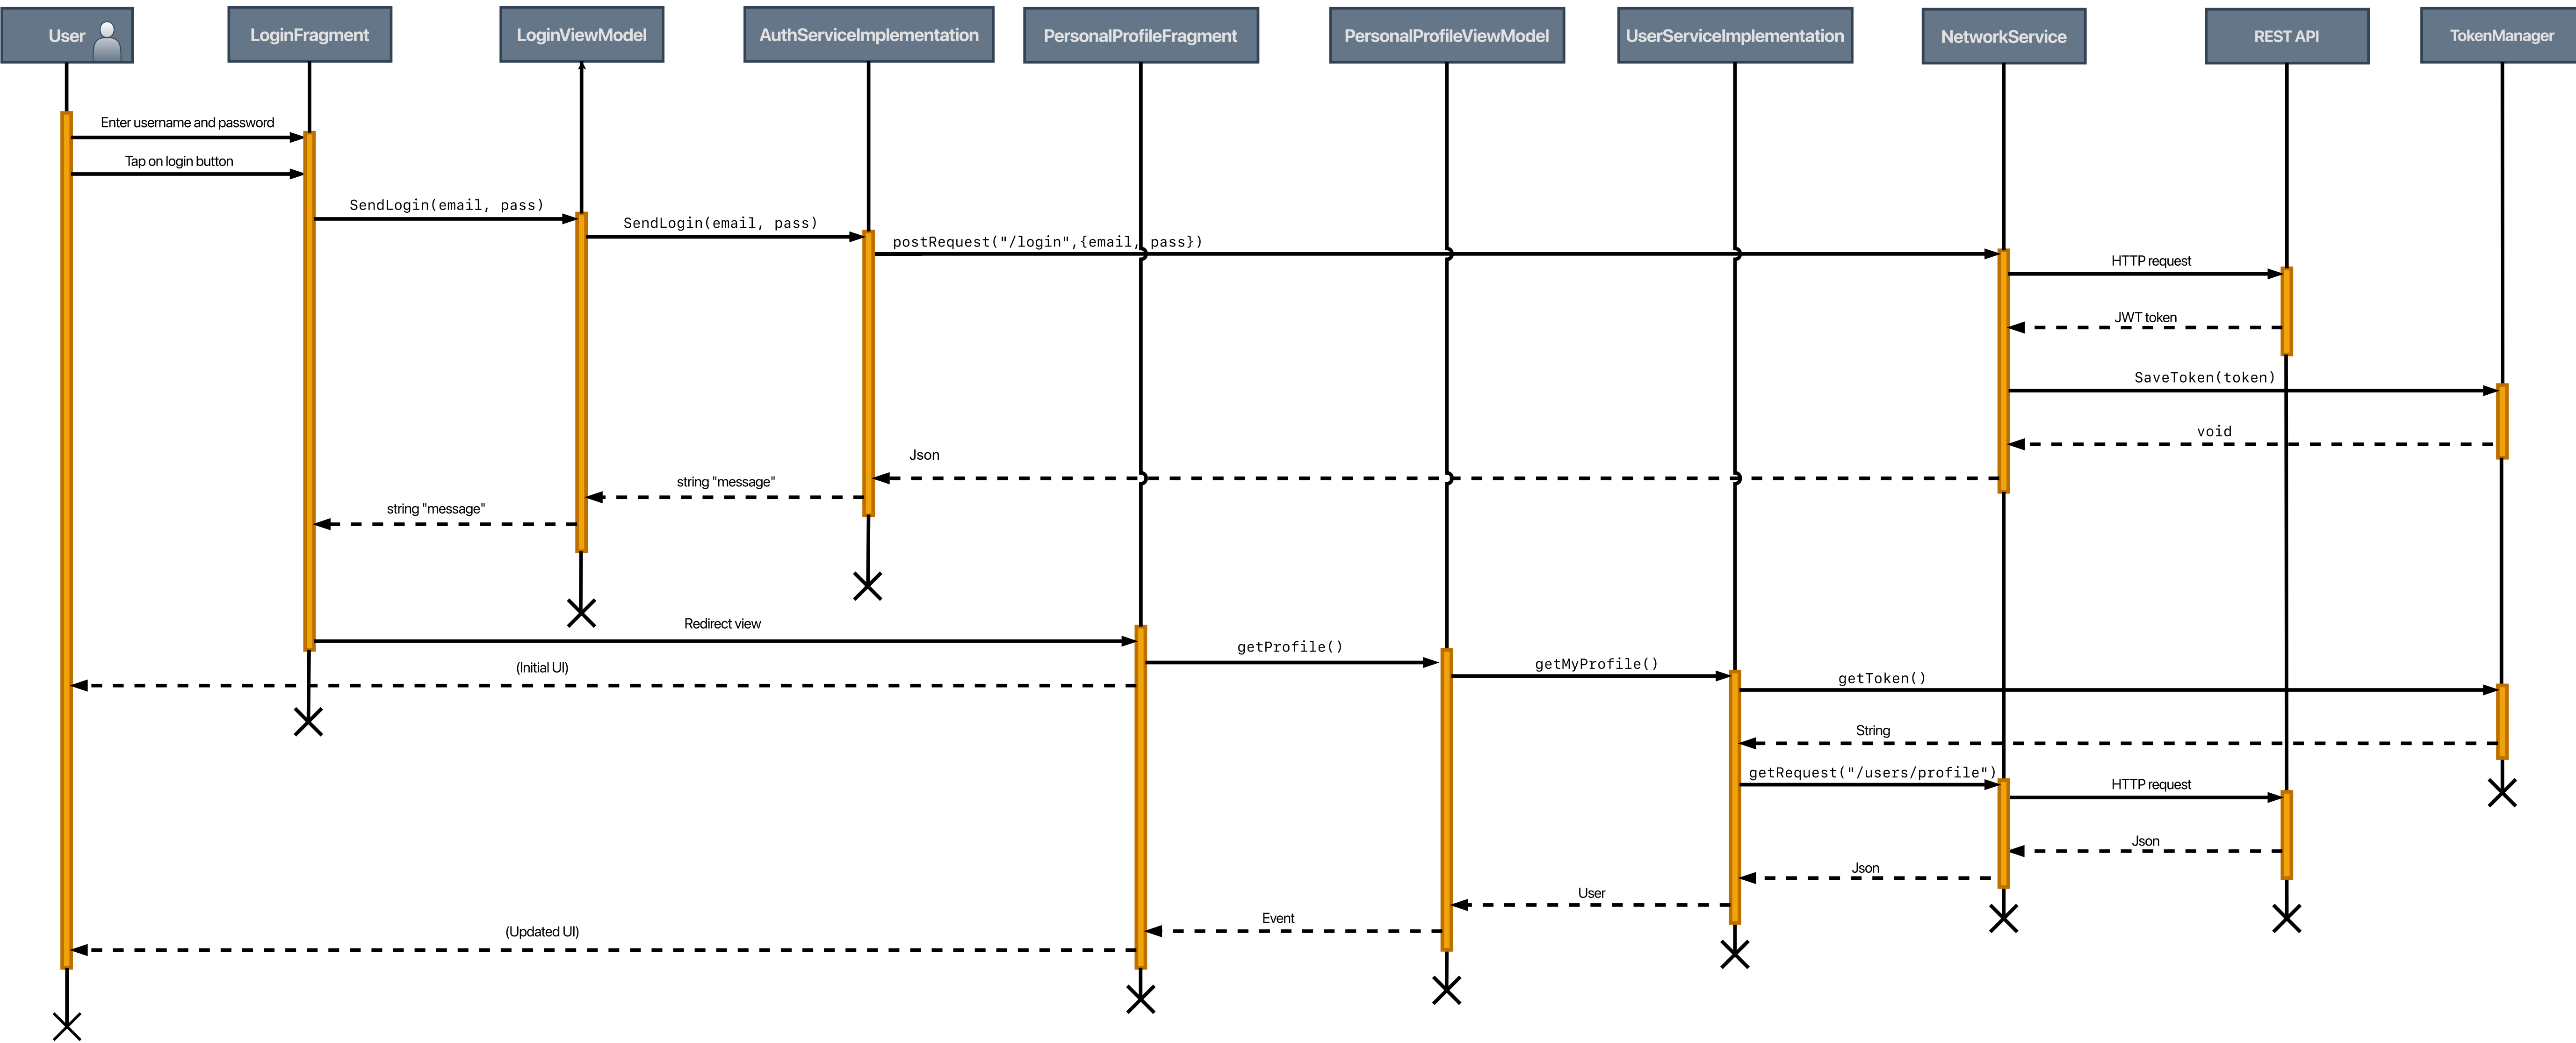 User
LoginFragment
LoginViewModel
AuthServiceImplementation
PersonalProfileFragment
PersonalProfileViewModel
UserServiceImplementation
NetworkService
REST API
TokenManager
Enter username and password
Tap on login button
SendLogin(email, pass)
SendLogin(email, pass)
postRequest("/login",{email, pass})
HTTP request
JWT token
SaveToken(token)
void
Json
string "message"
string "message"
Redirect view
getProfile()
getMyProfile()
(Initial UI)
getToken()
String
getRequest("/users/profile")
HTTP request
Json
Json
User
Event
(Updated UI)